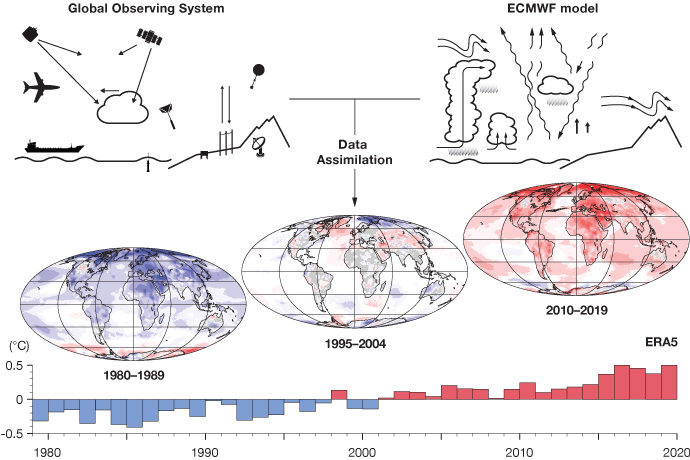 Global Observing System
ECMWF model
Data
Assimilation
1980–1989
1995–2004
2010–2019
ERA5
(°C)
0.5
0
-0.5
1980
1990
2000
2010
2020